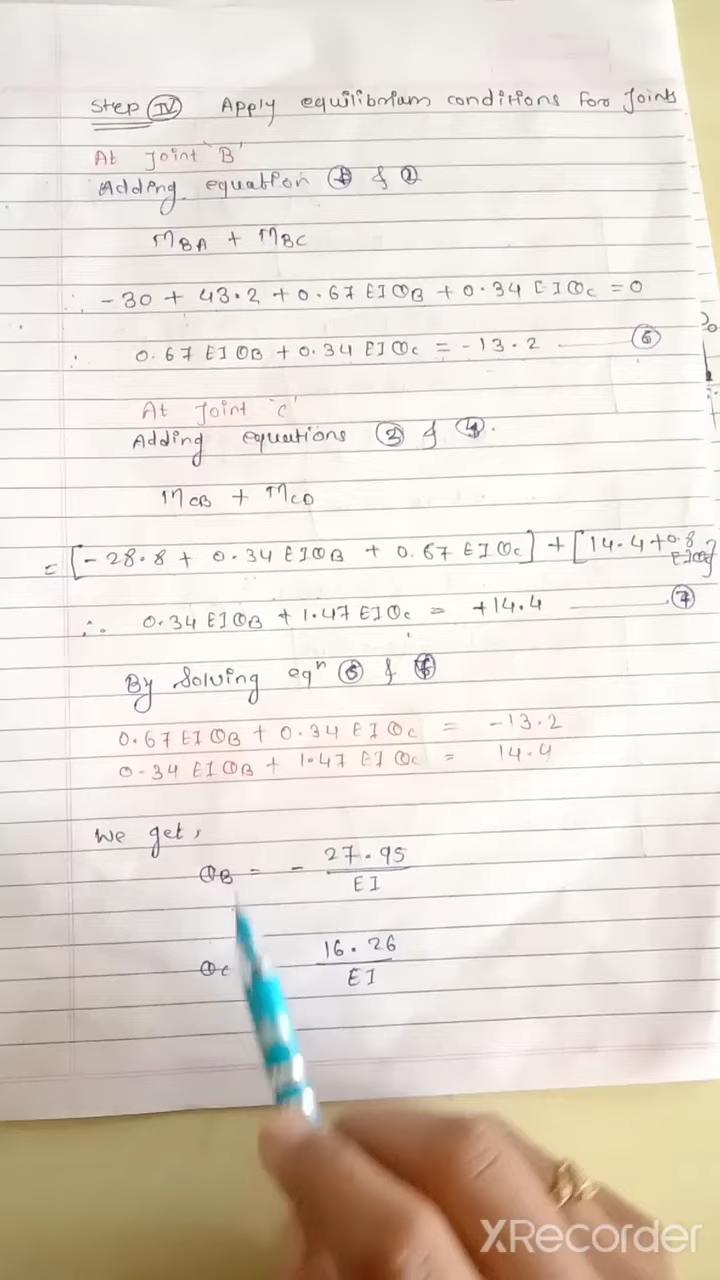 Step IV Apply equilibrium conditions for Joints
At Joint 'B'
Adding equation & 2
MBA + MBC
∴ -30 + 43.2 + 0.67 EIθB + 0.34 EIθC = 0
∴ 0.67 EIθB + 0.34 EIθC = -13.2 6
At Joint 'C'
Adding equations 3 & 4.
MCB + MCD
= [-28.8 + 0.34 EIθB + 0.67 EIθC] + [14.4 + 0.8 EIθC]
∴ 0.34 EIθB + 1.47 EIθC = +14.4 7
By Solving eqn 6 & 7
0.67 EIθB + 0.34 EIθC = -13.2
0.34 EIθB + 1.47 EIθC = 14.4
We get,
θB = - 27.95
EI
θC 16.26
EI
XRecorder